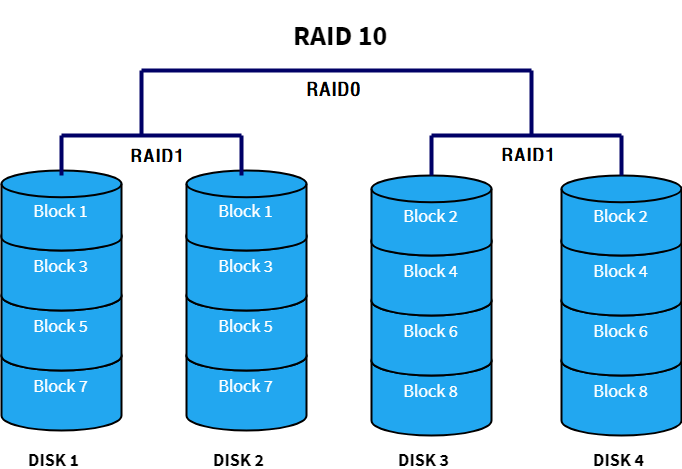 RAID 10
RAID0
RAID1
RAID1
Block 1
Block 1
Block 2
Block 2
Block 3
Block 3
Block 4
Block 4
Block 5
Block 5
Block 6
Block 6
Block 7
Block 7
Block 8
Block 8
DISK 1
DISK 2
DISK 3
DISK 4